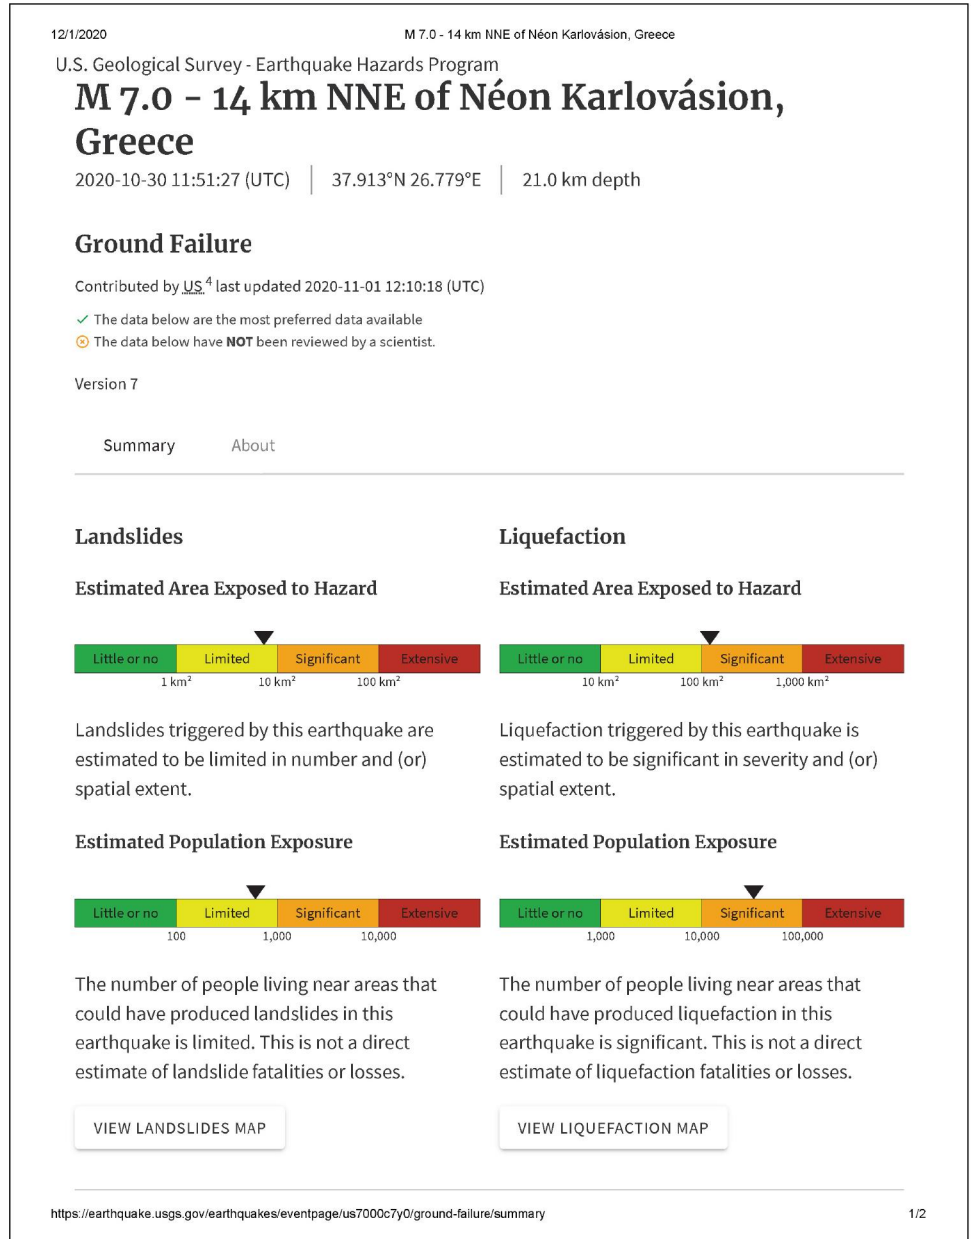 12/1/2020 M 7.0 - 14 km NNE of Néon Karlovásion, Greece
U.S. Geological Survey - Earthquake Hazards Program
M 7.0 - 14 km NNE of Néon Karlovásion,
Greece
2020-10-30 11:51:27 (UTC) 37.913°N 26.779°E 21.0 km depth
Ground Failure
Contributed by US 4 last updated 2020-11-01 12:10:18 (UTC)
The data below are the most preferred data available
The data below have NOT been reviewed by a scientist.
Version 7
Summary About
Landslides
Estimated Area Exposed to Hazard
Little or no Limited Significant Extensive
1 km² 10 km² 100 km²
Landslides triggered by this earthquake are
estimated to be limited in number and (or)
spatial extent.
Estimated Population Exposure
Little or no Limited Significant Extensive
100 1,000 10,000
The number of people living near areas that
could have produced landslides in this
earthquake is limited. This is not a direct
estimate of landslide fatalities or losses.
VIEW LANDSLIDES MAP
Liquefaction
Estimated Area Exposed to Hazard
Little or no Limited Significant Extensive
10 km² 100 km² 1,000 km²
Liquefaction triggered by this earthquake is
estimated to be significant in severity and (or)
spatial extent.
Estimated Population Exposure
Little or no Limited Significant Extensive
1,000 10,000 100,000
The number of people living near areas that
could have produced liquefaction in this
earthquake is significant. This is not a direct
estimate of liquefaction fatalities or losses.
VIEW LIQUEFACTION MAP
https://earthquake.usgs.gov/earthquakes/eventpage/us7000c7y0/ground-failure/summary 1/2